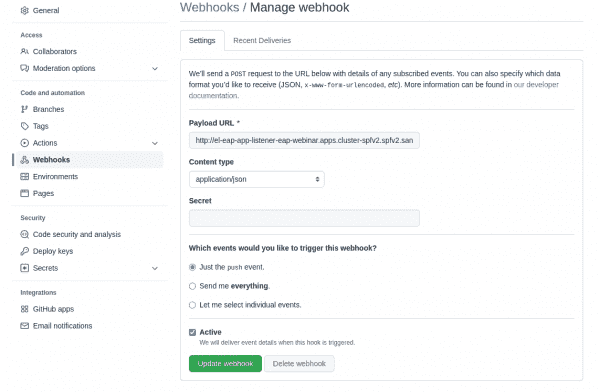 General
Access
Collaborators
Moderation options
Code and automation
Branches
Tags
Actions
Webhooks
Environments
Pages
Security
Code security and analysis
Deploy keys
Secrets
Integrations
GitHub apps
Email notifications
Webhooks / Manage webhook
Settings
Recent Deliveries
We'll send a POST request to the URL below with details of any subscribed events. You can also specify which data
format you'd like to receive (JSON, x-www-form-urlencoded, etc). More information can be found in our developer
documentation.
Payload URL *
http://el-eap-app-listener-eap-webinar.apps.cluster-spfv2.spfv2.san
Content type
application/json
Secret
Which events would you like to trigger this webhook?
Just the push event.
Send me everything.
Let me select individual events.
Active
We will deliver event details when this hook is triggered.
Update webhook
Delete webhook